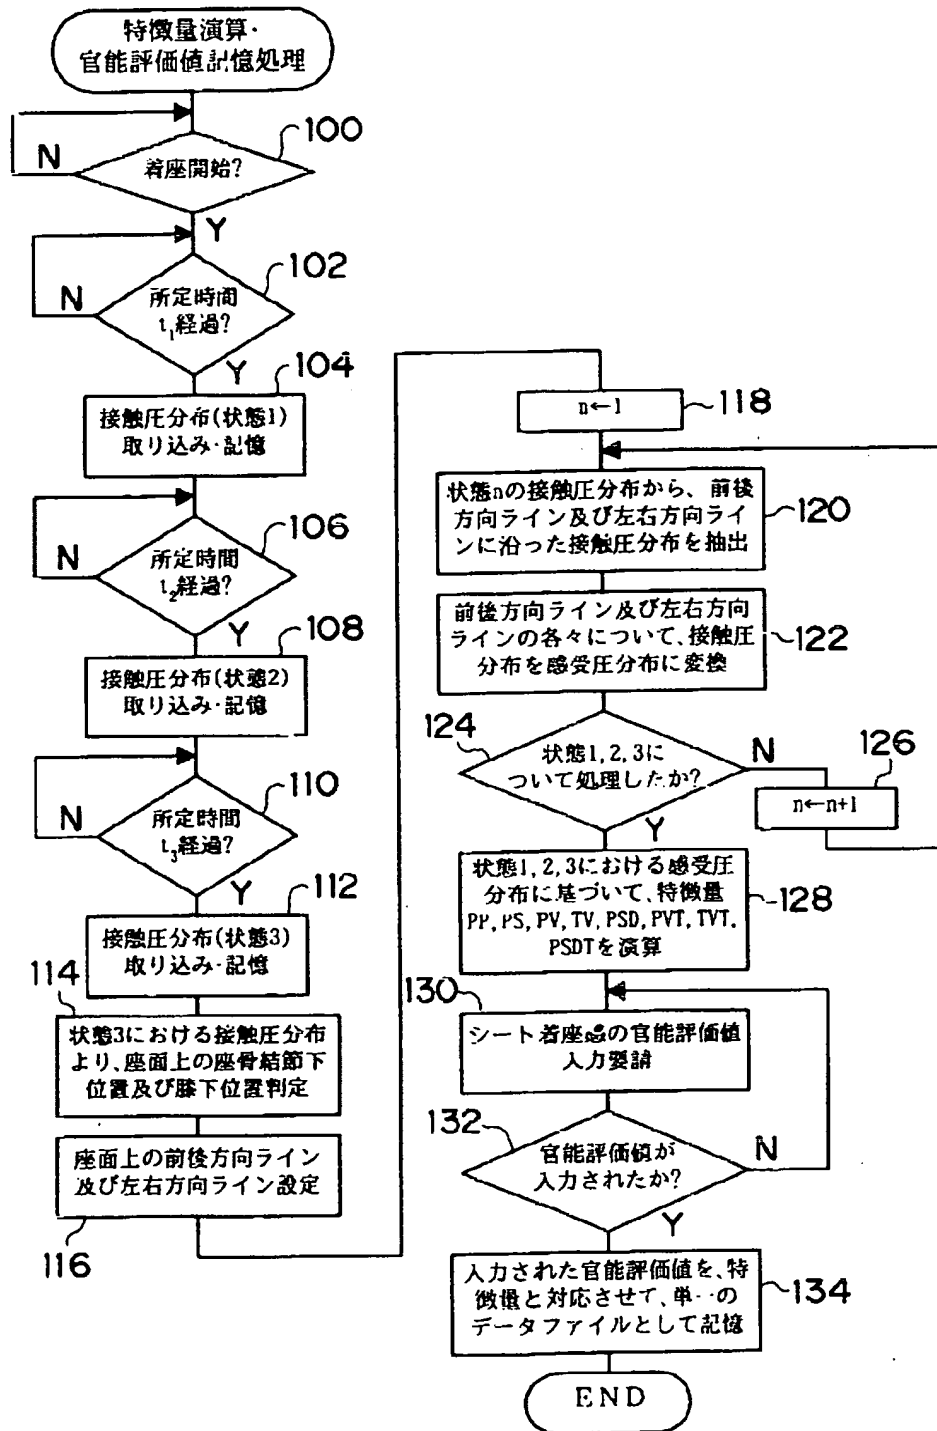 特徴量演算・
官能評価値記憶処理
100
着座開始?
N
Y
102
所定時間
t1経過?
N
Y
104
接触圧分布(状態1)
取り込み・記憶
106
所定時間
t2経過?
N
Y
108
接触圧分布(状態2)
取り込み・記憶
110
所定時間
t3経過?
N
Y
112
接触圧分布(状態3)
取り込み・記憶
114
状態3における接触圧分布
より、座面上の座骨結節下
位置及び膝下位置判定
座面上の前後方向ライン
及び左右方向ライン設定
116
n←1
118
状態nの接触圧分布から、前後
方向ライン及び左右方向ライ
ンに沿った接触圧分布を抽出
120
前後方向ライン及び左右方向
ラインの各々について、接触圧
分布を感受圧分布に変換
122
124
状態1,2,3に
ついて処理したか?
N
126
n←n+1
Y
状態1,2,3における感受圧
分布に基づいて、特徴量
PP, PS, PV, TV, PSD, PVT, TVT,
PSDTを演算
128
130
シート着座感の官能評価値
入力要請
132
官能評価値が
入力されたか?
N
Y
入力された官能評価値を、特
徴量と対応させて、単一の
データファイルとして記憶
134
END